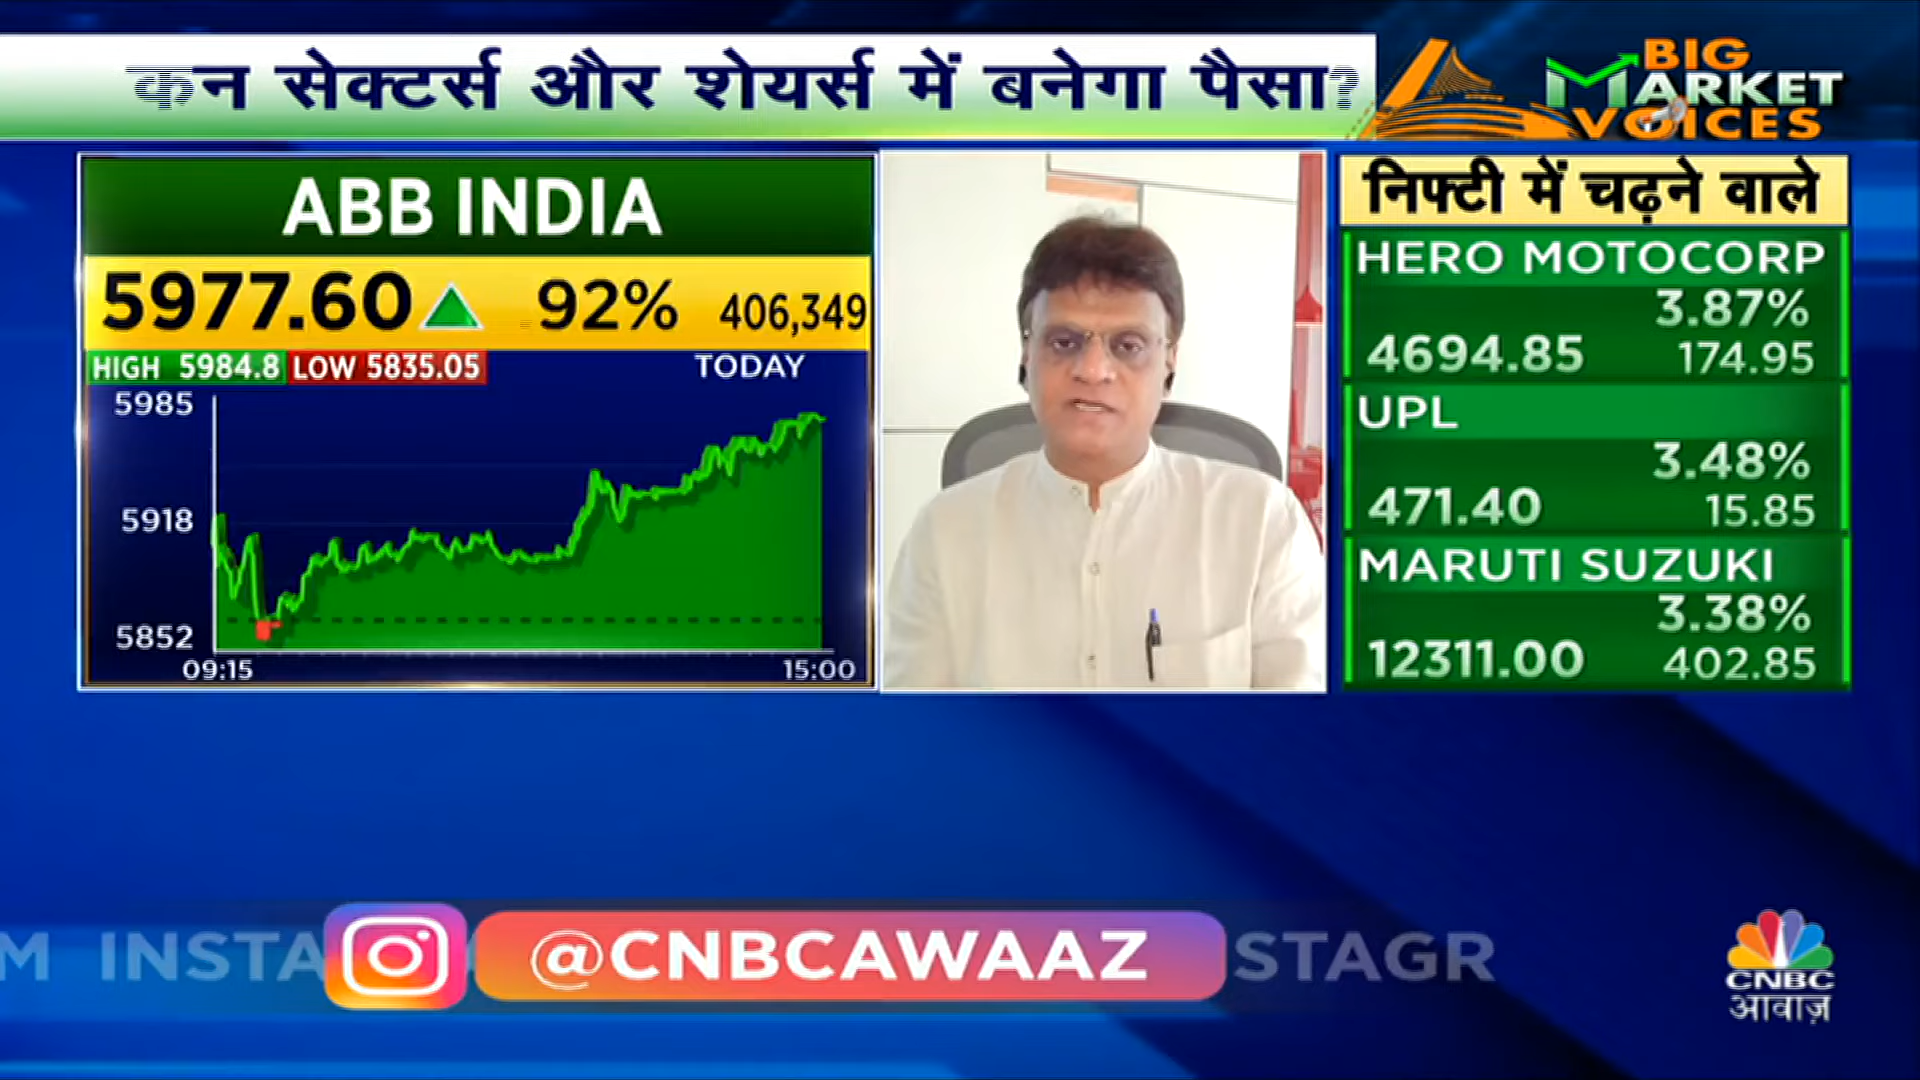 न सेक्टर्स और शेयर्स में बनेगा पैसा?
BIG
MARKET
VOICES
ABB INDIA
5977.60 .92% 406,349
HIGH 5984.8 LOW 5835.05 TODAY
5985
5918
5852
09:15 15:00
निफ्टी में चढ़ने वाले
HERO MOTOCORP
3.87%
4694.85 174.95
UPL
3.48%
471.40 15.85
MARUTI SUZUKI
3.38%
12311.00 402.85
M INSTA @CNBCAWAAZ STAGR
CNBC
आवाज़